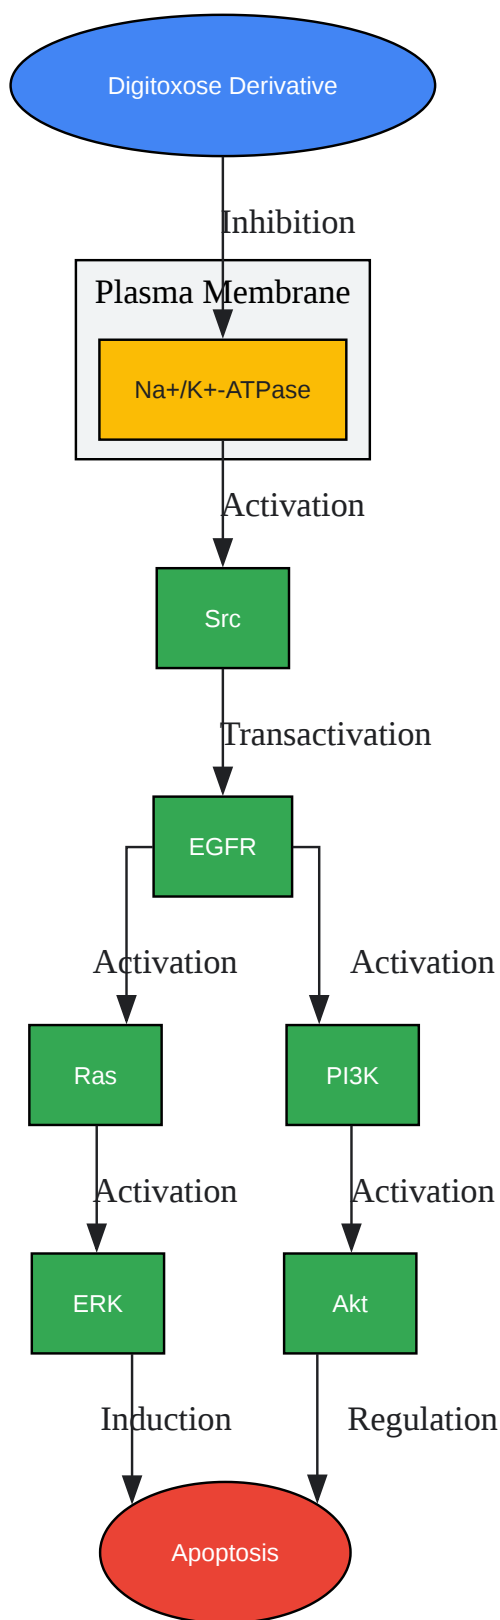 Digitoxose Derivative
Inhibition
Plasma Membrane
Na+/K+-ATPase
Activation
Src
Transactivation
EGFR
Activation
Activation
Ras
PI3K
Activation
Activation
ERK
Akt
Induction
Regulation
Apoptosis